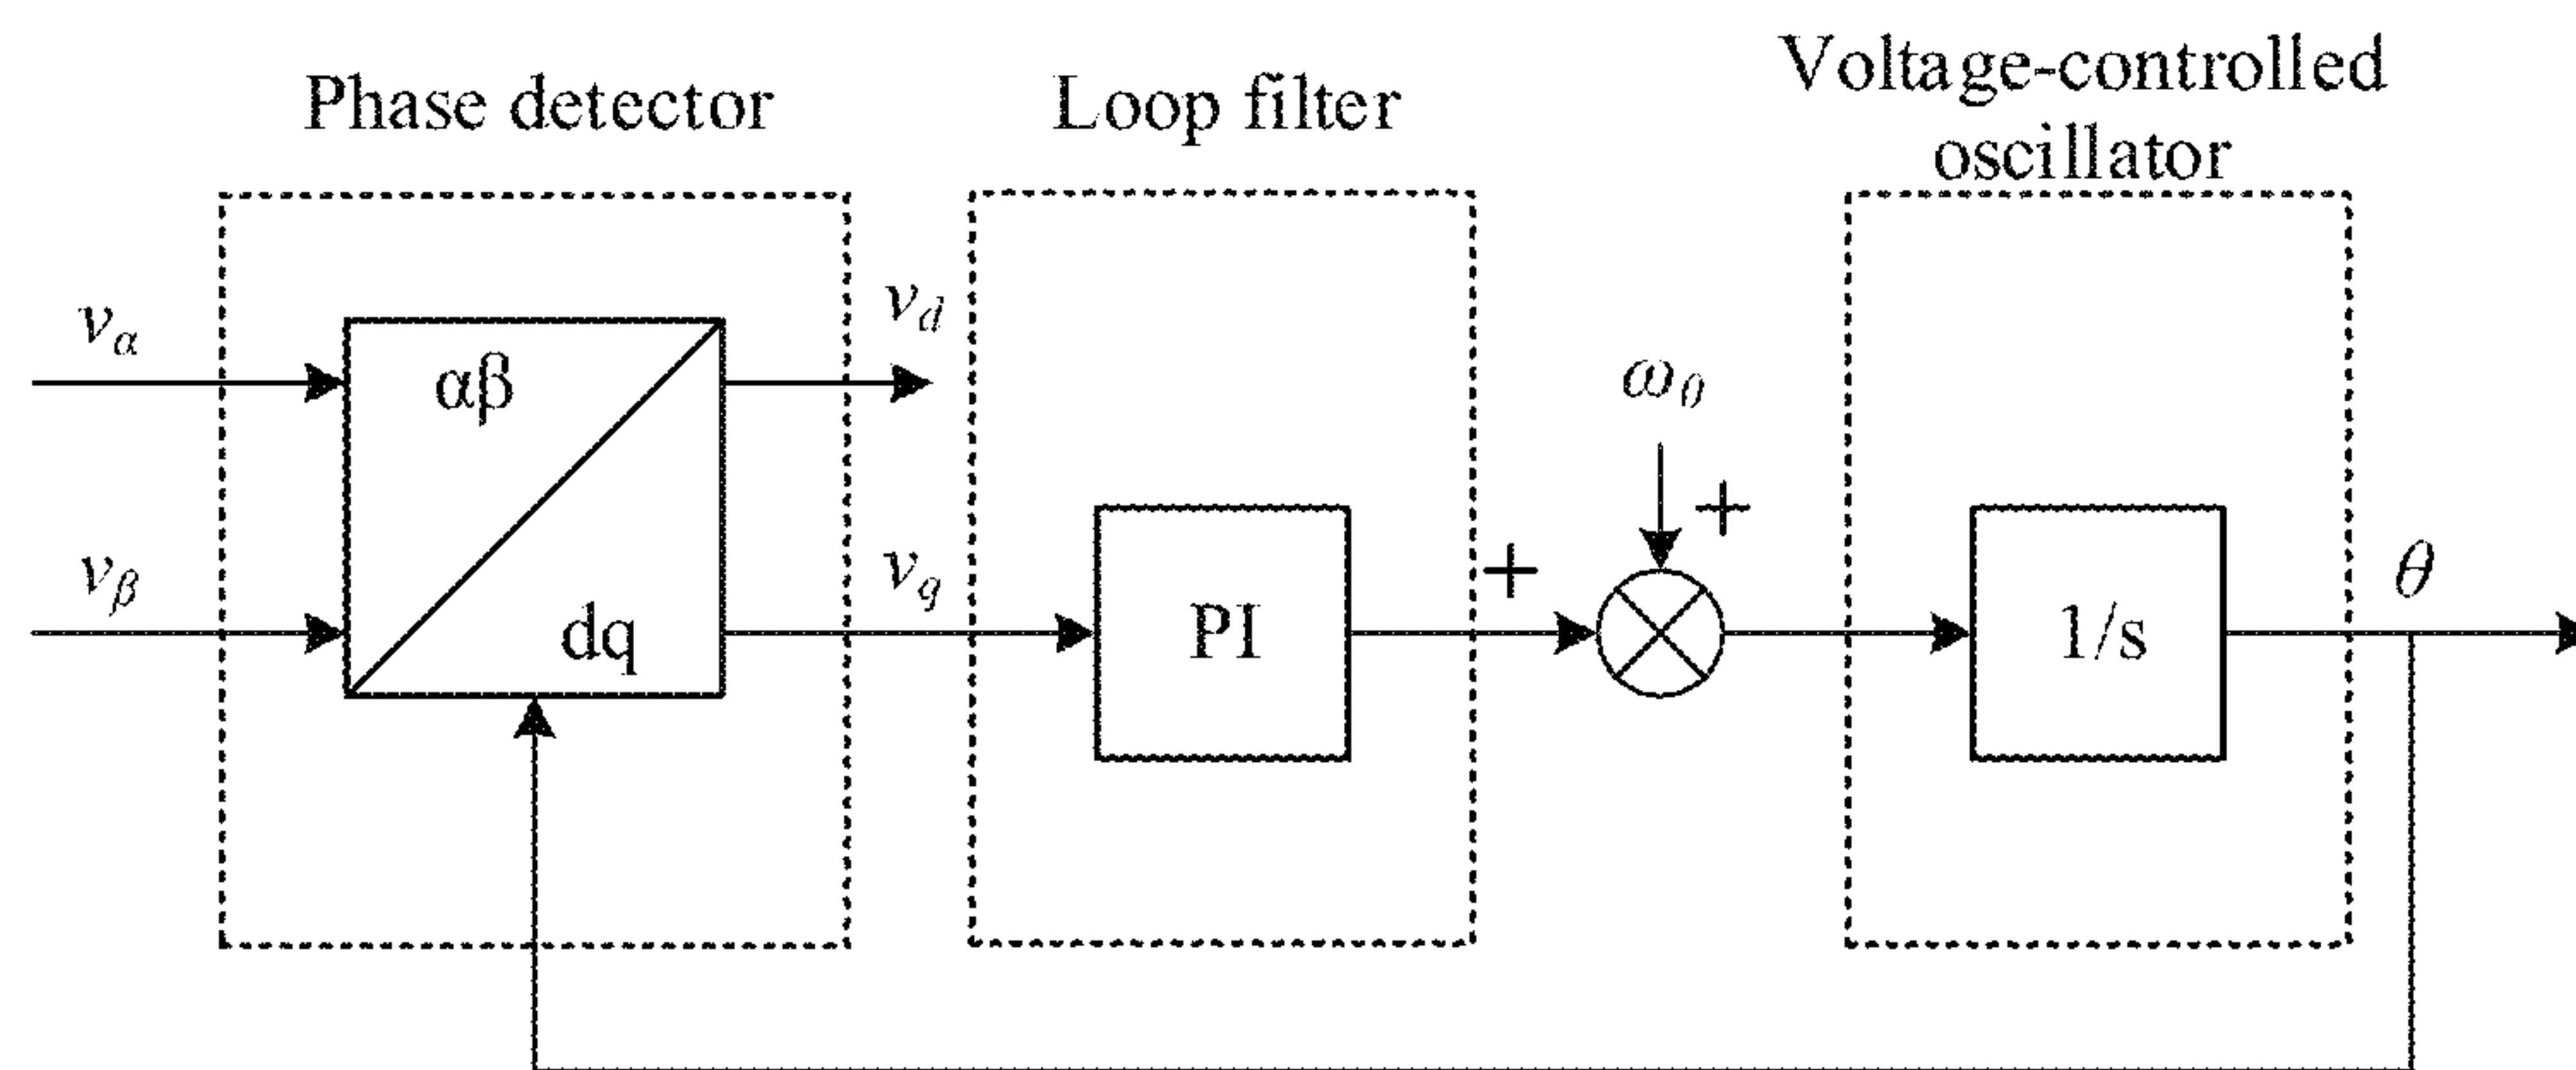 Phase detector
Loop filter
Voltage-controlled
oscillator
vα
vd
αβ
ω0
+
vβ
vq
+
θ
dq
PI
1/s